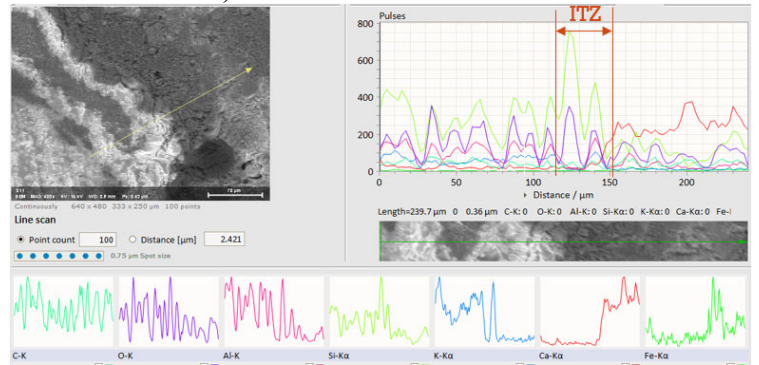 Pulses
ITZ
800
600
400
200
0
0 50 100 150 200
Distance / µm
70 µm
Continuously 640 x 480 333 x 250 µm 100 points
Line scan
Point count 100 Distance [µm] 2.421
0.75 µm Spot size
Length=239.7 µm 0 0.36 µm C-K: 0 O-K: 0 Al-K: 0 Si-Kα: 0 K-Kα: 0 Ca-Kα: 0 Fe-
C-K O-K Al-K Si-Kα K-Kα Ca-Kα Fe-Kα